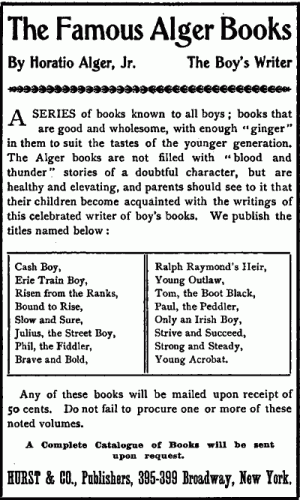 The Famous Alger Books
By Horatio Alger, Jr. The Boy's Writer
A SERIES of books known to all boys; books that
are good and wholesome, with enough "ginger"
in them to suit the tastes of the younger generation.
The Alger books are not filled with "blood and
thunder" stories of a doubtful character, but are
healthy and elevating, and parents should see to it that
their children become acquainted with the writings of
this celebrated writer of boy's books. We publish the
titles named below:
Cash Boy,
Erie Train Boy,
Risen from the Ranks,
Bound to Rise,
Slow and Sure,
Julius, the Street Boy,
Phil, the Fiddler,
Brave and Bold,
Ralph Raymond's Heir,
Young Outlaw,
Tom, the Boot Black,
Paul, the Peddler,
Only an Irish Boy,
Strive and Succeed,
Strong and Steady,
Young Acrobat.
Any of these books will be mailed upon receipt of
50 cents. Do not fail to procure one or more of these
noted volumes.
A Complete Catalogue of Books will be sent
upon request.
HURST & CO., Publishers, 395-399 Broadway, New York.